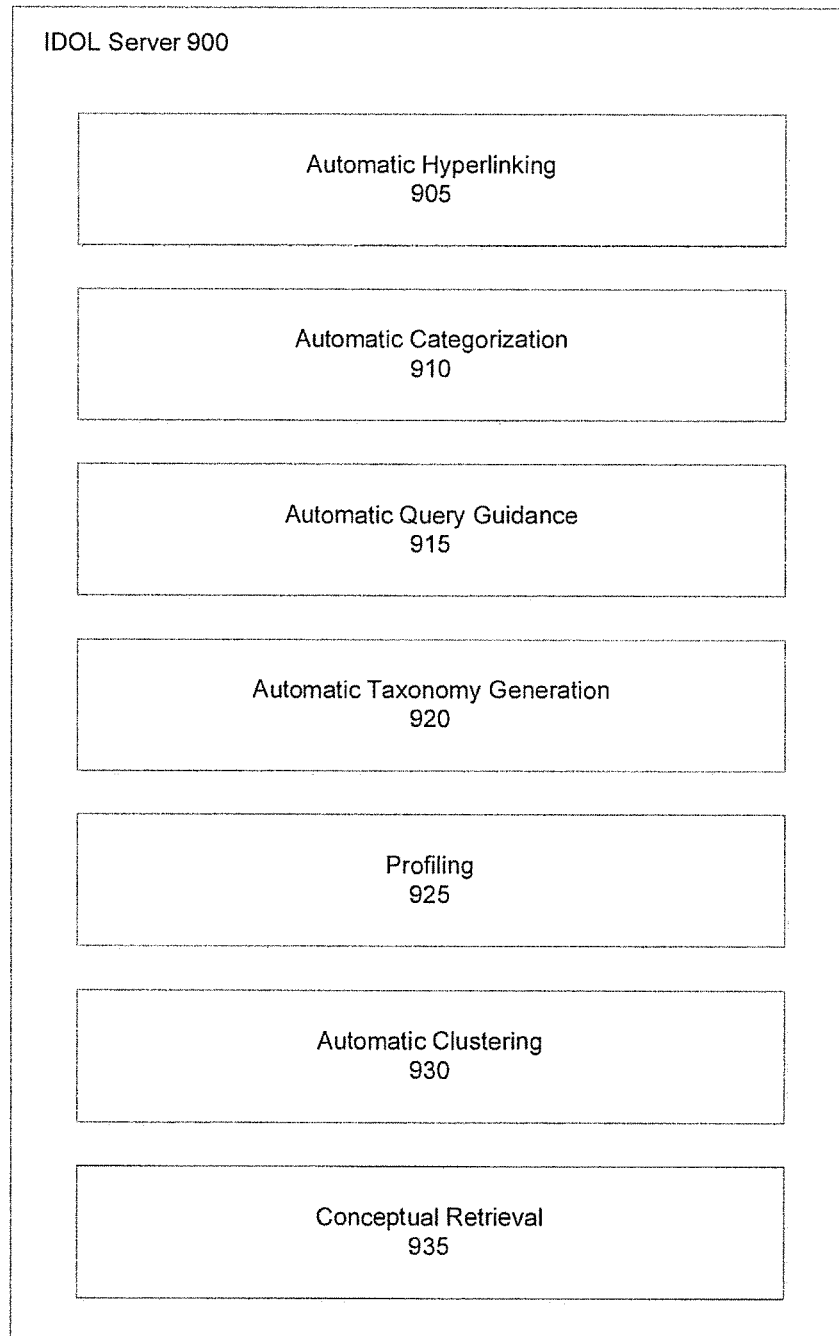 IDOL Server 900
Automatic Hyperlinking
905
Automatic Categorization
910
Automatic Query Guidance
915
Automatic Taxonomy Generation
920
Profiling
925
Automatic Clustering
930
Conceptual Retrieval
935